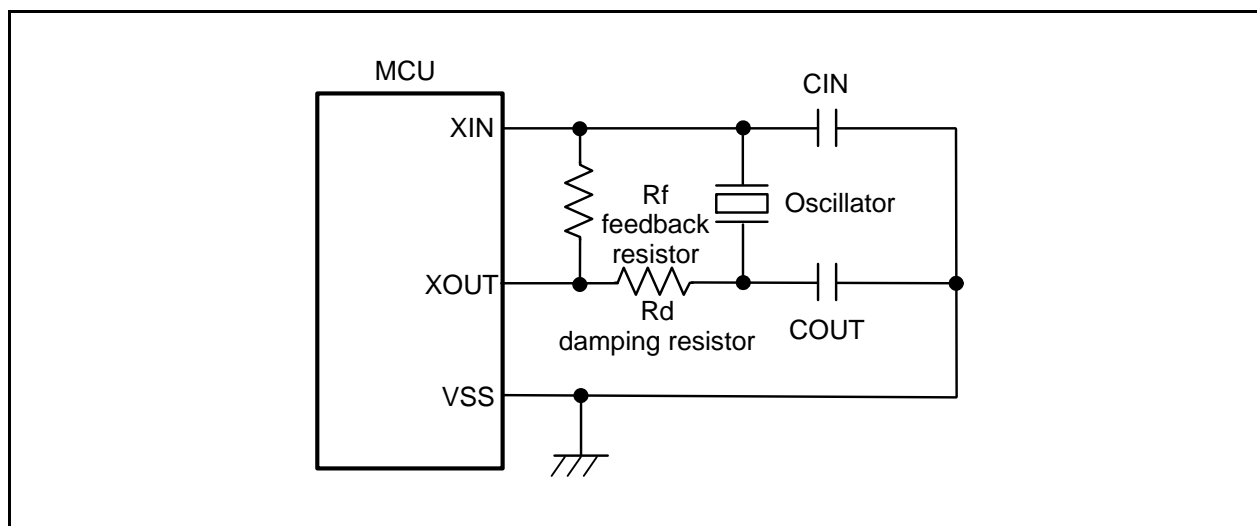 MCU
CIN
XIN
Rf
feedback
resistor
Oscillator
XOUT
Rd
damping resistor
COUT
VSS